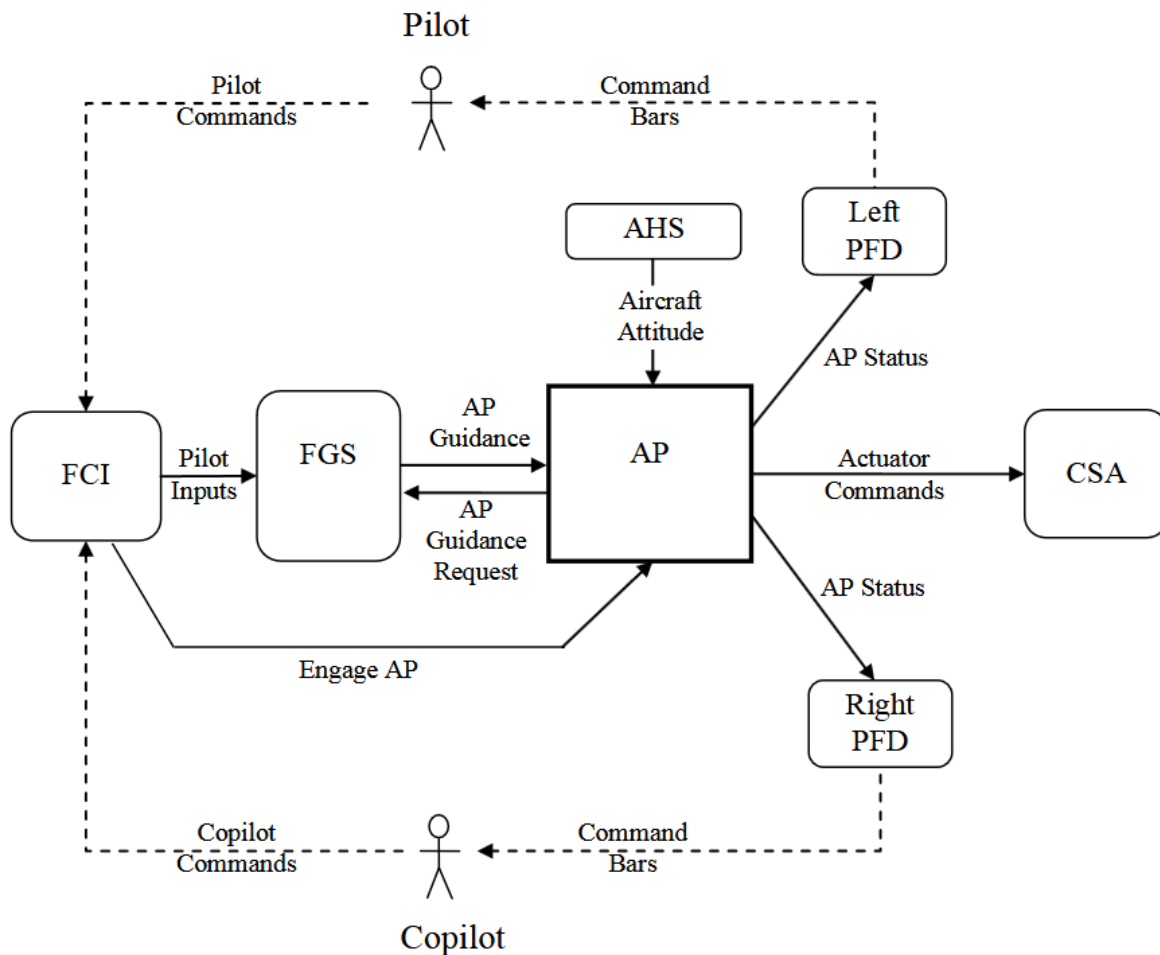 Pilot
Pilot
Commands
Command
Bars
Left
PFD
AHS
Aircraft
Attitude
AP Status
FCI
Pilot
Inputs
FGS
AP
Guidance
AP
Guidance
Request
AP
Actuator
Commands
CSA
AP Status
Engage AP
Right
PFD
Copilot
Commands
Command
Bars
Copilot